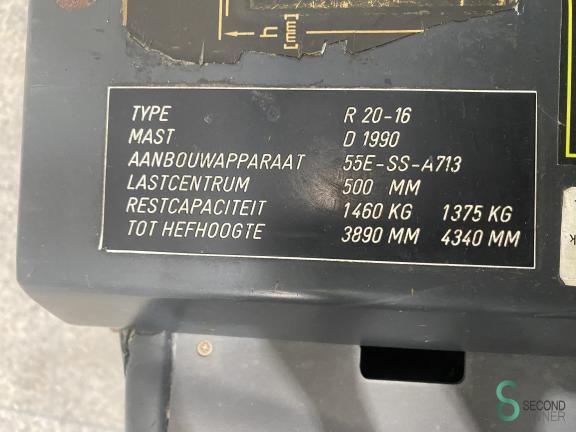 h
[mm]
TYPE R 20-16
MAST D 1990
AANBOUWAPPARAAT 55E-SS-A713
LASTCENTRUM 500 MM
RESTCAPACITEIT 1460 KG 1375 KG
TOT HEFHOOGTE 3890 MM 4340 MM
SECOND